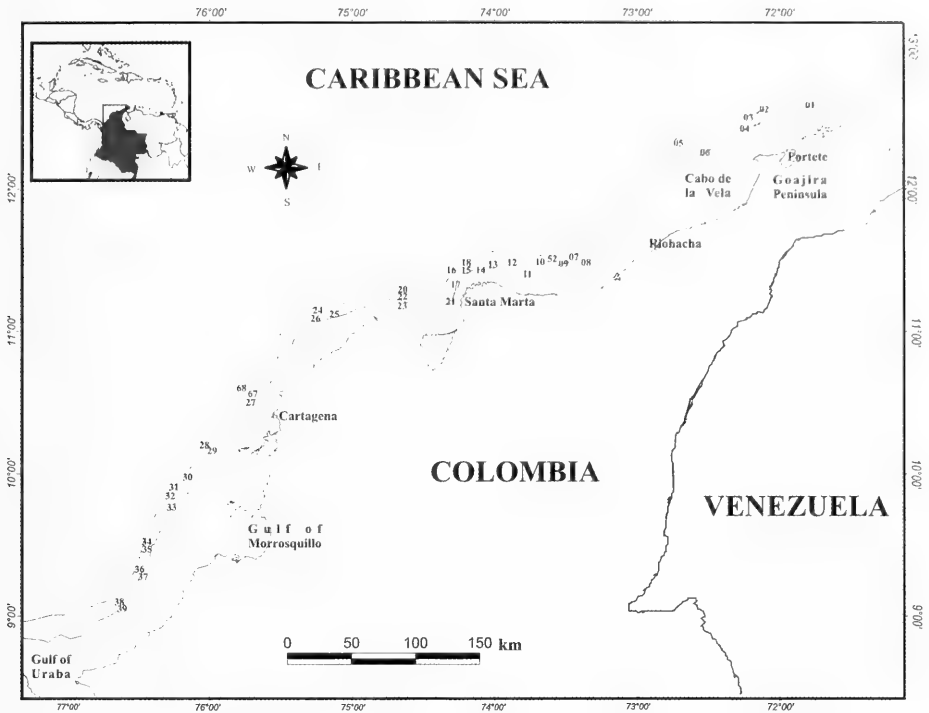 76°00' 75°00' 74°00' 73°00' 72°00'
13°00'
CARIBBEAN SEA
01
02
03
04
05
06
Portete
N
W E
S
12°00'
12°00'
Cabo de
la Vela
Goajira
Peninsula
Riohacha
18 13 12 10 52 07
16 15 14 11 09 08
17
20
22
23
21
Santa Marta
24
26 25
11°00'
11°00'
68
67
27
Cartagena
28
29
COLOMBIA
10°00'
10°00'
30
31
32
33
VENEZUELA
Gulf of
Morrosquillo
34
35
36
37
38
39
9°00'
9°00'
0 50 100 150 km
Gulf of
Uraba
77°00' 76°00' 75°00' 74°00' 73°00' 72°00'